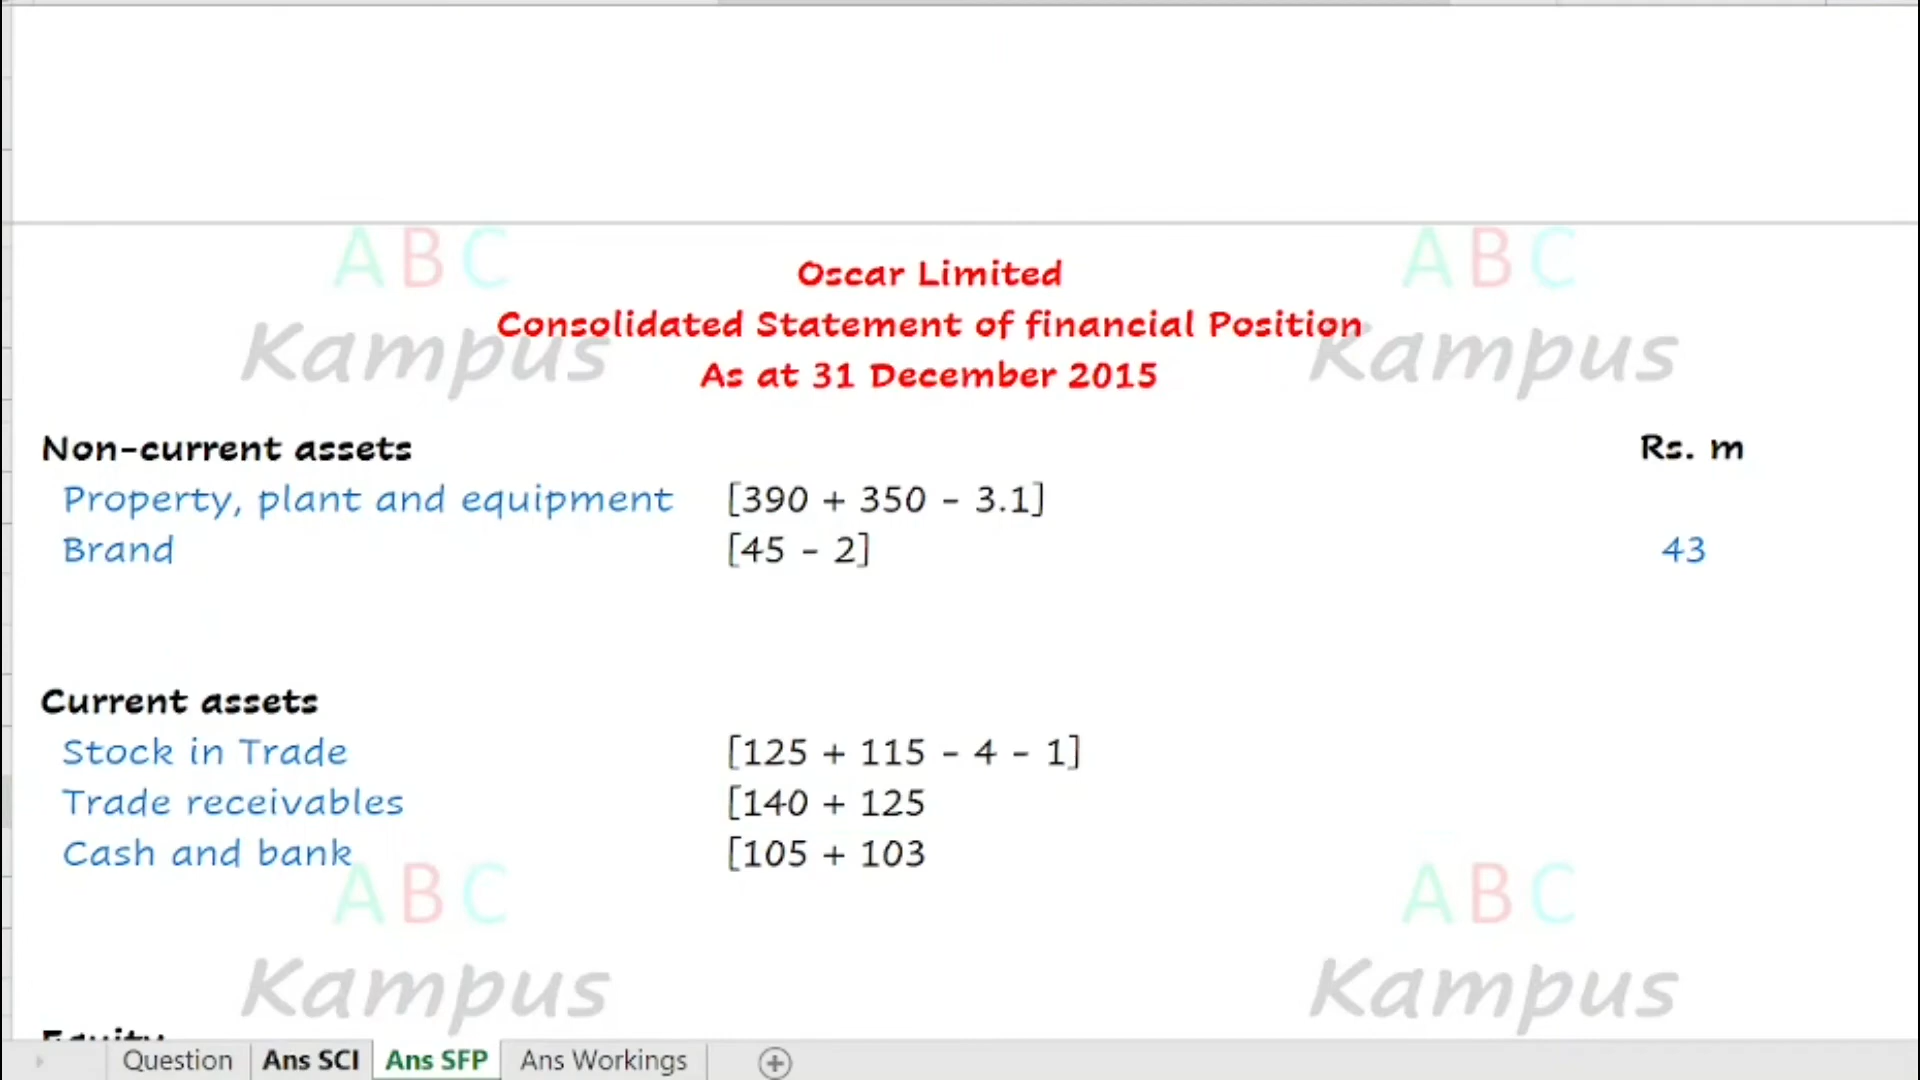 ABC
ABC
Kampus
Kampus
Oscar Limited
Consolidated Statement of financial Position
As at 31 December 2015
Non-current assets Rs. m
Property, plant and equipment [390 + 350 - 3.1]
Brand [45 - 2] 43
Current assets
Stock in Trade [125 + 115 - 4 - 1]
Trade receivables [140 + 125
Cash and bank [105 + 103
ABC
ABC
Kampus
Kampus
Equity
Question Ans SCI Ans SFP Ans Workings